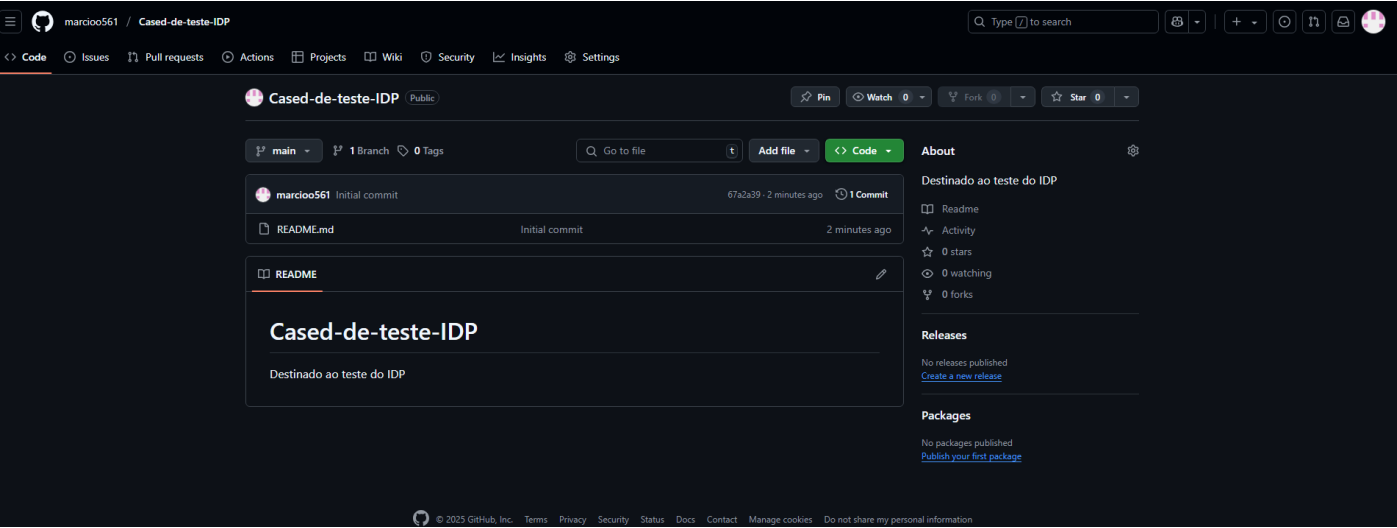 marcioo561 / Cased-de-teste-IDP
Type / to search
Code Issues Pull requests Actions Projects Wiki Security Insights Settings
Cased-de-teste-IDP Public
Pin Watch 0 Fork 0 Star 0
main 1 Branch 0 Tags Go to file t Add file Code
marcioo561 Initial commit 67a2a39 · 2 minutes ago 1 Commit
README.md Initial commit 2 minutes ago
README
Cased-de-teste-IDP
Destinado ao teste do IDP
About
Destinado ao teste do IDP
Readme
Activity
0 stars
0 watching
0 forks
Releases
No releases published
Create a new release
Packages
No packages published
Publish your first package
© 2025 GitHub, Inc. Terms Privacy Security Status Docs Contact Manage cookies Do not share my personal information